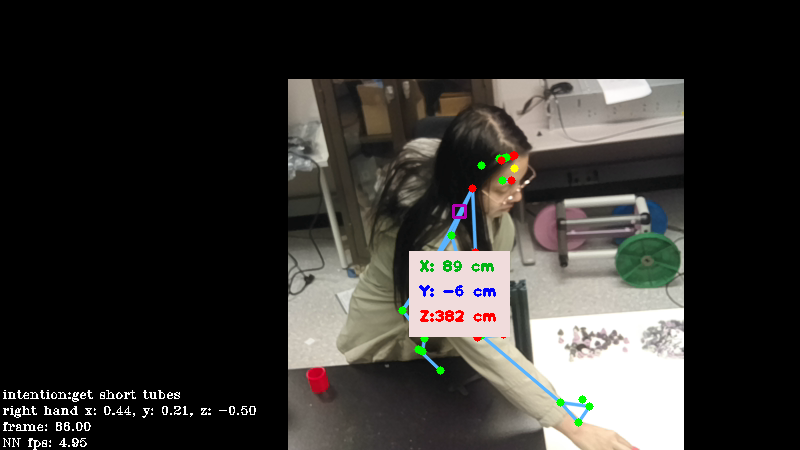 X: 89 cm
Y: -6 cm
Z:382 cm
intention:get short tubes
right hand x: 0.44, y: 0.21, z: -0.50
frame: 86.00
NN fps: 4.95